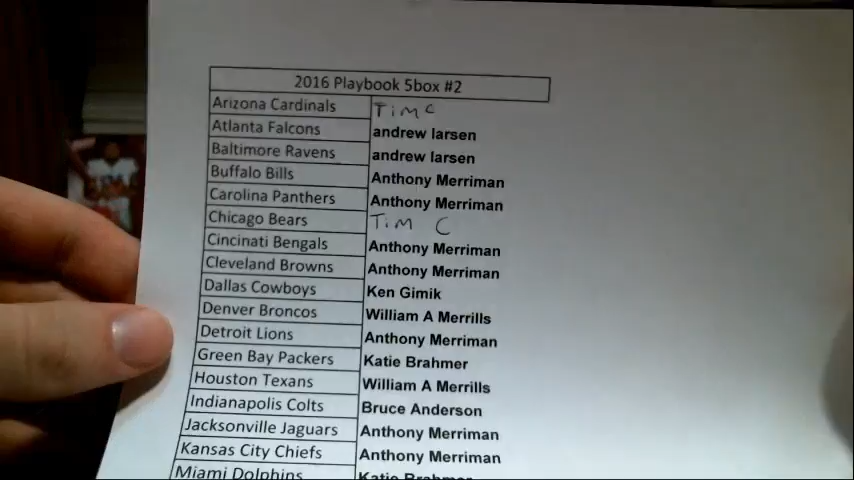 2016 Playbook 5box #2
Arizona Cardinals TimC
Atlanta Falcons andrew larsen
Baltimore Ravens andrew larsen
Buffalo Bills Anthony Merriman
Carolina Panthers Anthony Merriman
Chicago Bears TiM C
Cincinati Bengals Anthony Merriman
Cleveland Browns Anthony Merriman
Dallas Cowboys Ken Gimik
Denver Broncos William A Merrills
Detroit Lions Anthony Merriman
Green Bay Packers Katie Brahmer
Houston Texans William A Merrills
Indianapolis Colts Bruce Anderson
Jacksonville Jaguars Anthony Merriman
Kansas City Chiefs Anthony Merriman
Miami Dolphins Katie Brahmer